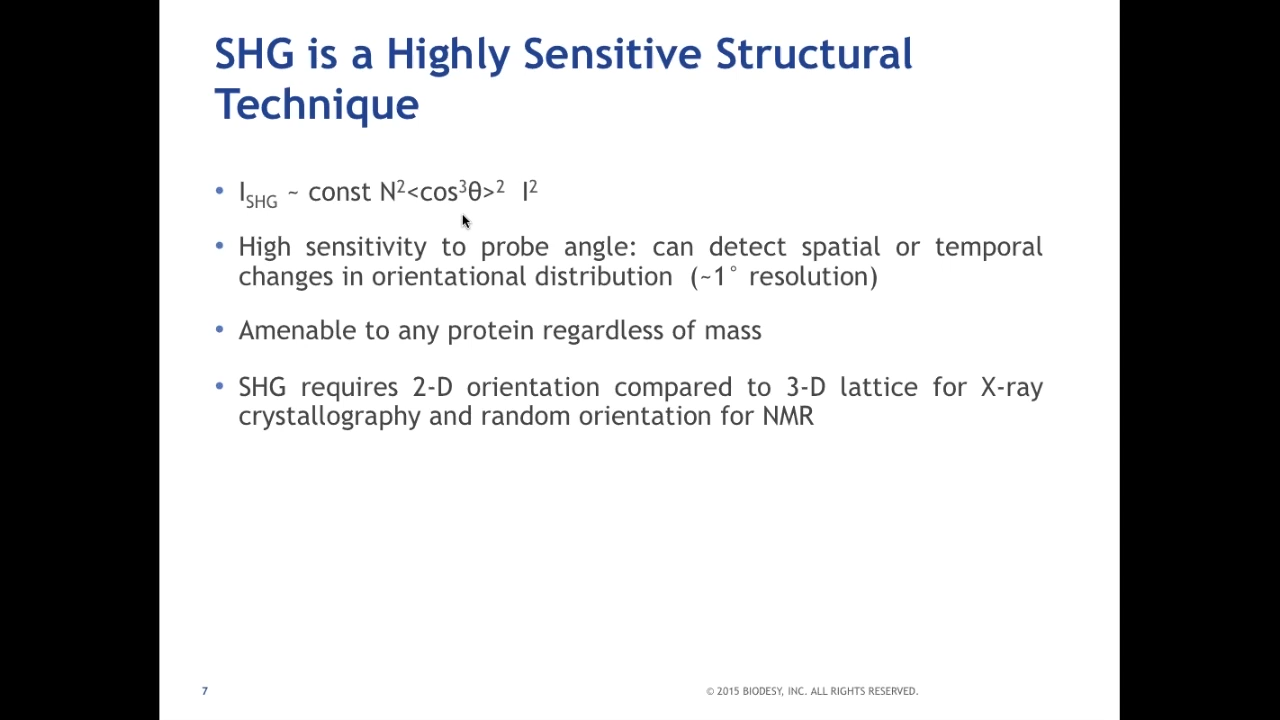 SHG is a Highly Sensitive Structural
Technique
• I_SHG ~ const N²<cos³θ>² I²
• High sensitivity to probe angle: can detect spatial or temporal
changes in orientational distribution (~1° resolution)
• Amenable to any protein regardless of mass
• SHG requires 2-D orientation compared to 3-D lattice for X-ray
crystallography and random orientation for NMR
7
© 2015 BIODESY, INC. ALL RIGHTS RESERVED.